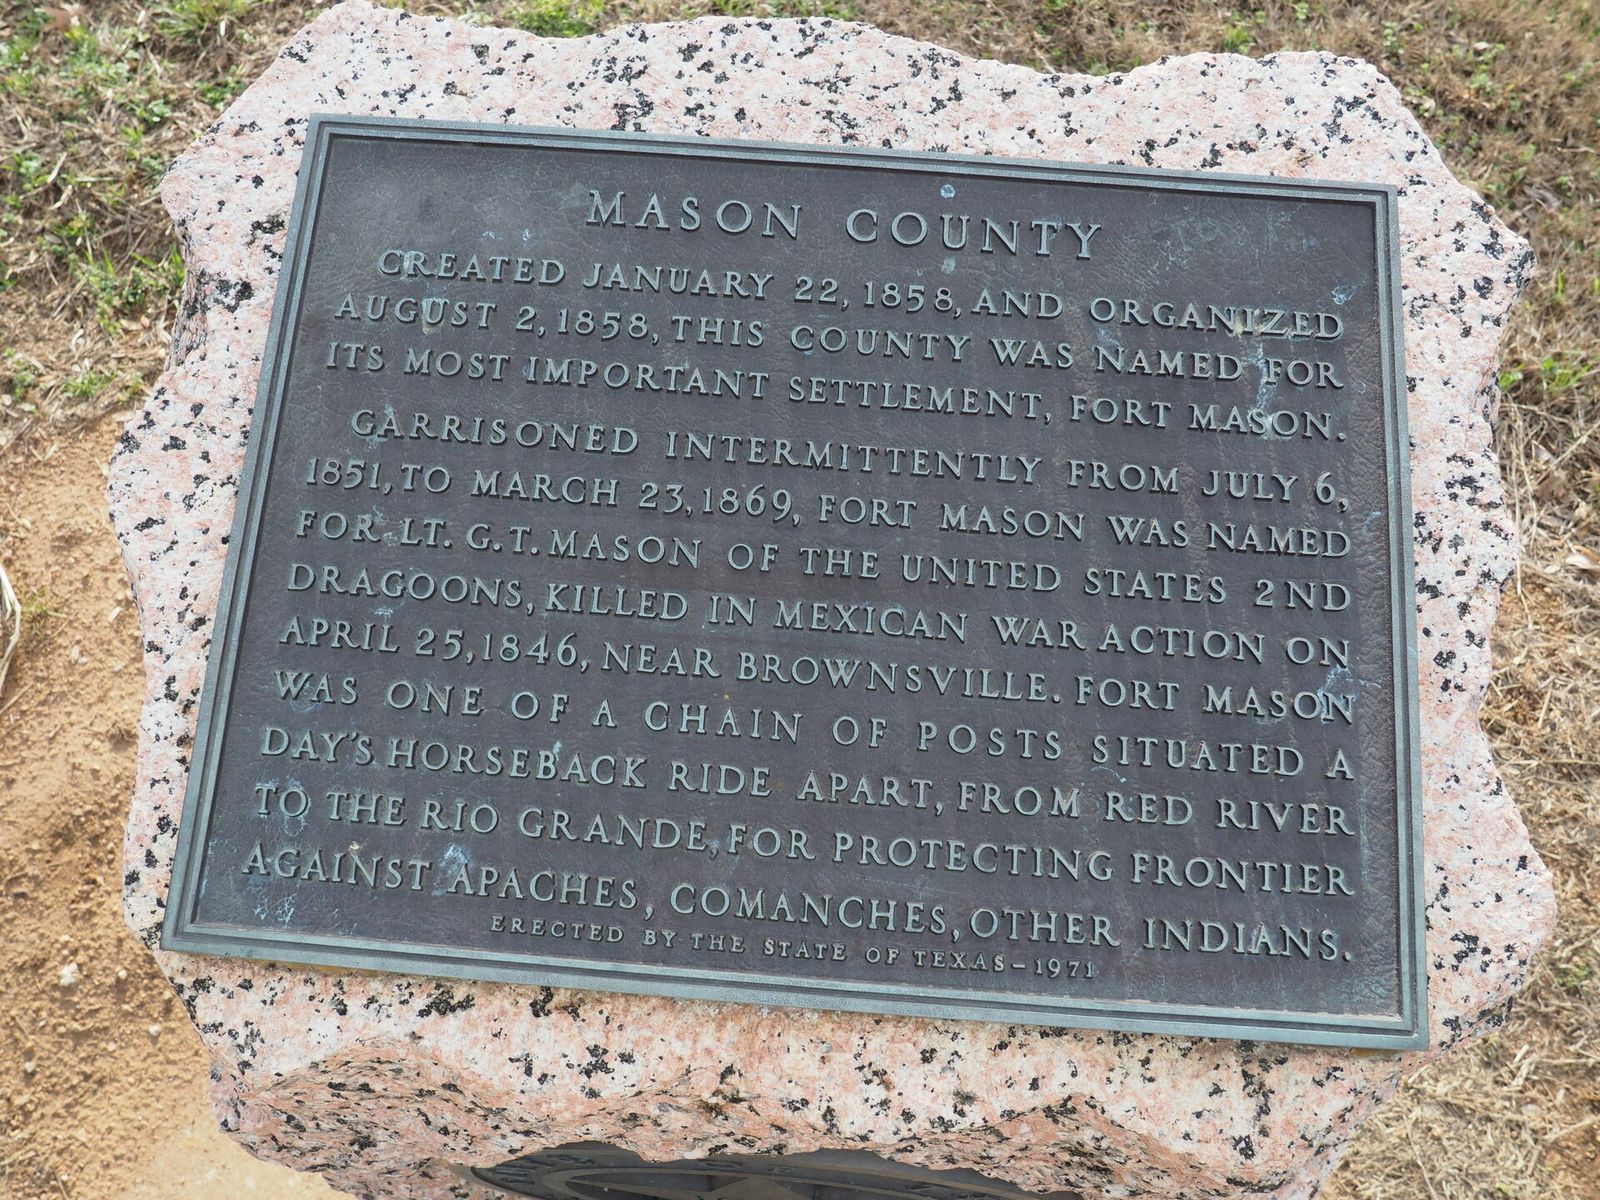 MASON COUNTY
CREATED JANUARY 22, 1858, AND ORGANIZED
AUGUST 2, 1858, THIS COUNTY WAS NAMED FOR
ITS MOST IMPORTANT SETTLEMENT, FORT MASON.
GARRISONED INTERMITTENTLY FROM JULY 6,
1851, TO MARCH 23, 1869, FORT MASON WAS NAMED
FOR LT. G. T. MASON OF THE UNITED STATES 2ND
DRAGOONS, KILLED IN MEXICAN WAR ACTION ON
APRIL 25, 1846, NEAR BROWNSVILLE. FORT MASON
WAS ONE OF A CHAIN OF POSTS SITUATED A
DAY'S HORSEBACK RIDE APART, FROM RED RIVER
TO THE RIO GRANDE, FOR PROTECTING FRONTIER
AGAINST APACHES, COMANCHES, OTHER INDIANS.
ERECTED BY THE STATE OF TEXAS - 1971